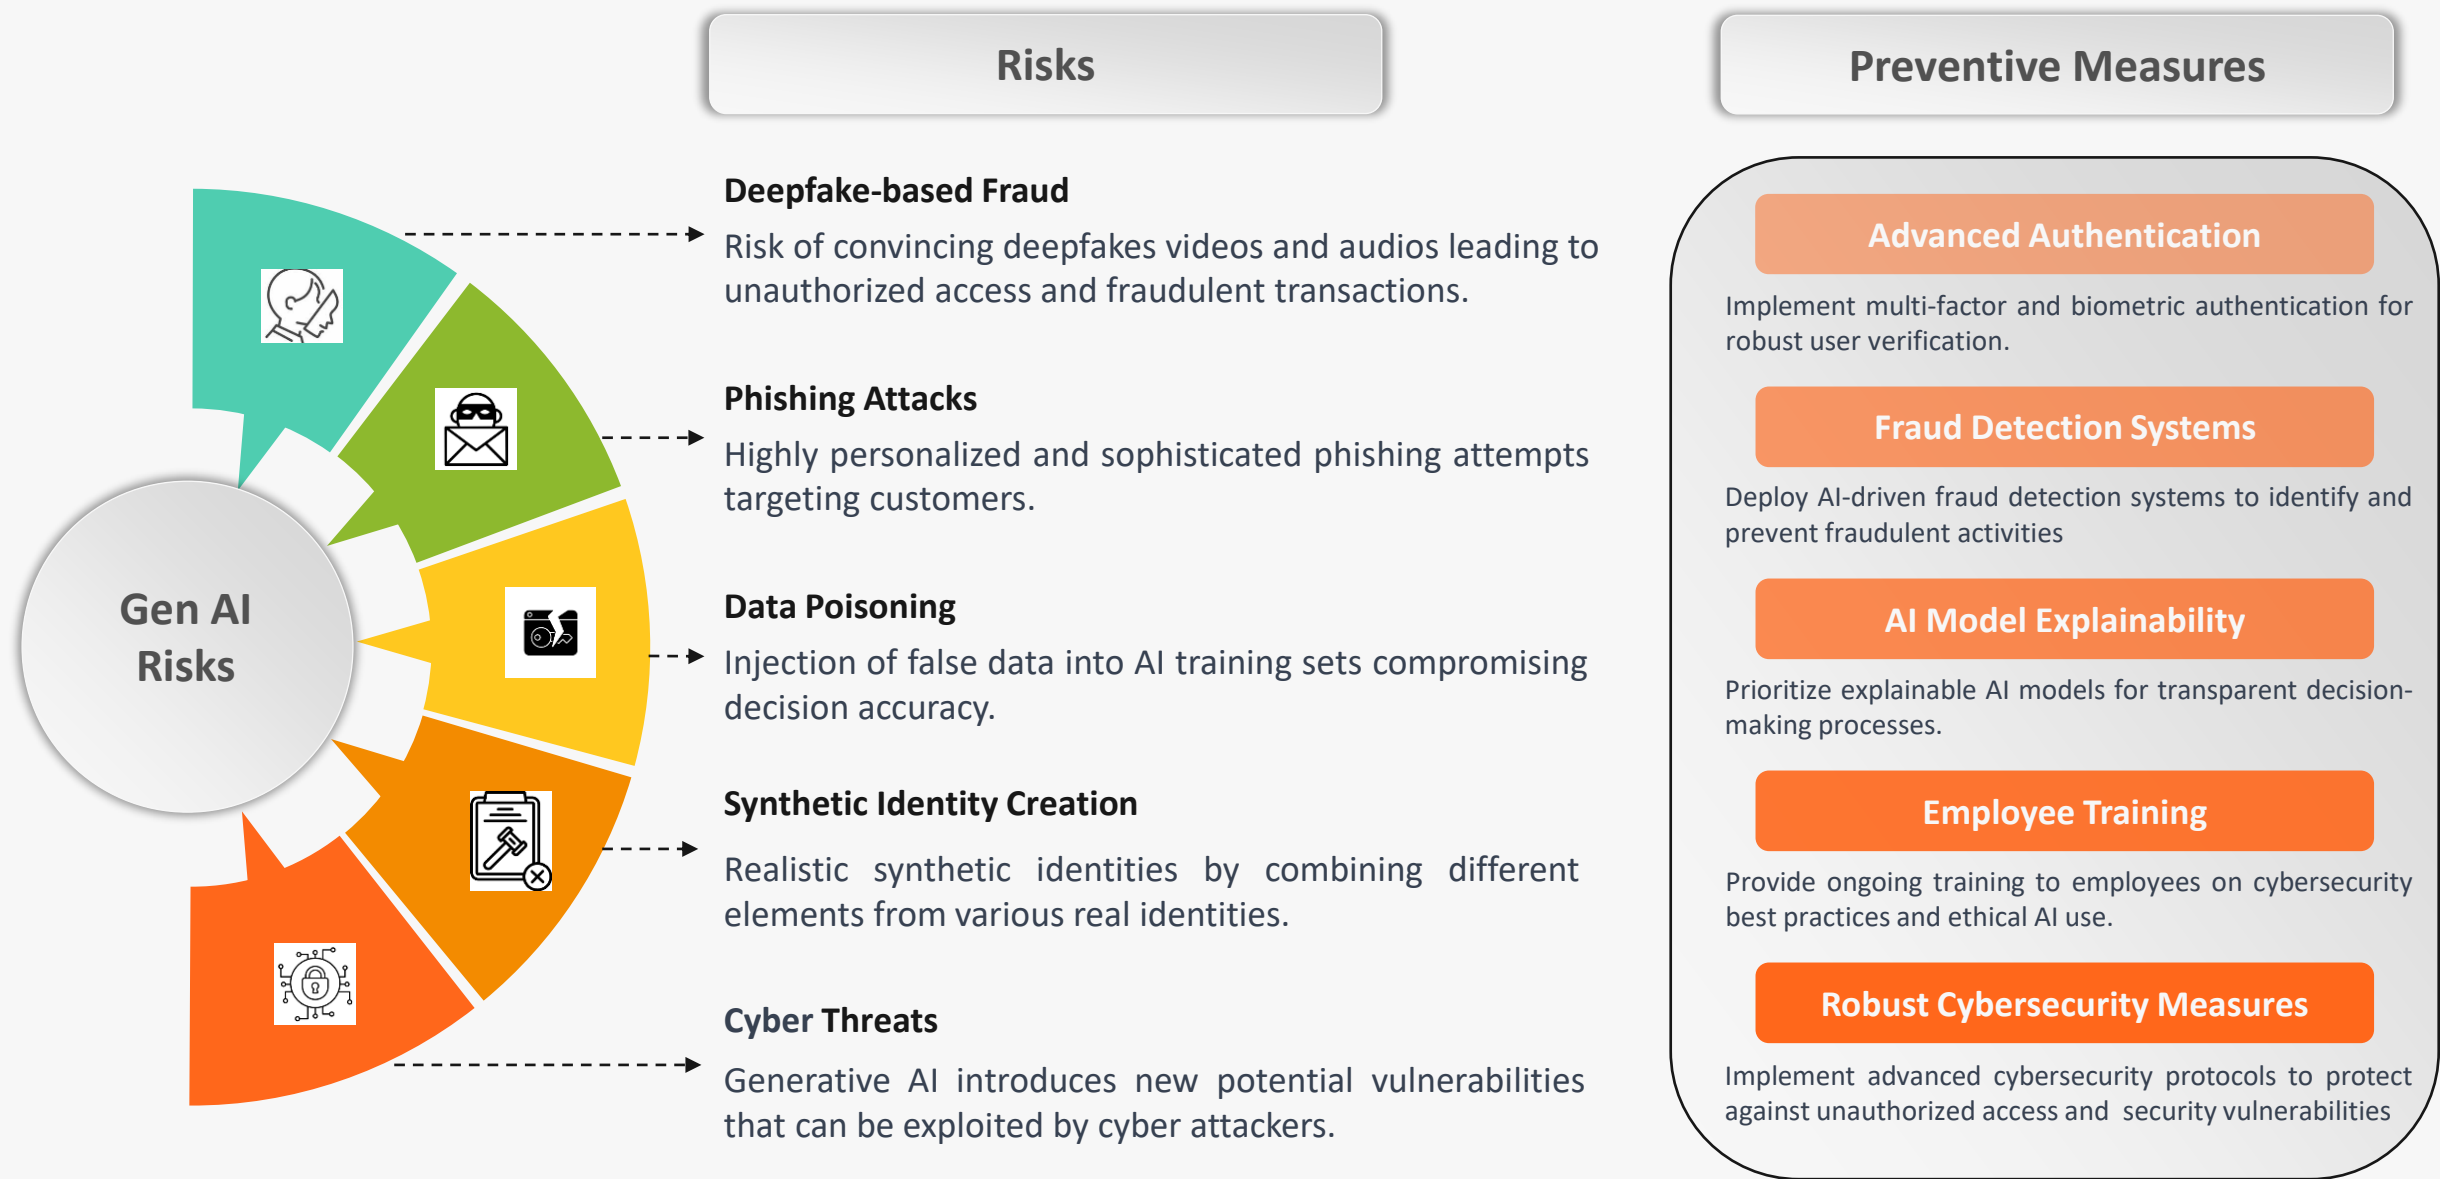 Risks
Preventive Measures
Gen AI
Risks
Deepfake-based Fraud
Risk of convincing deepfakes videos and audios leading to
unauthorized access and fraudulent transactions.
Phishing Attacks
Highly personalized and sophisticated phishing attempts
targeting customers.
Data Poisoning
Injection of false data into AI training sets compromising
decision accuracy.
Synthetic Identity Creation
Realistic synthetic identities by combining different
elements from various real identities.
Cyber Threats
Generative AI introduces new potential vulnerabilities
that can be exploited by cyber attackers.
Advanced Authentication
Implement multi-factor and biometric authentication for
robust user verification.
Fraud Detection Systems
Deploy AI-driven fraud detection systems to identify and
prevent fraudulent activities
AI Model Explainability
Prioritize explainable AI models for transparent decision-
making processes.
Employee Training
Provide ongoing training to employees on cybersecurity
best practices and ethical AI use.
Robust Cybersecurity Measures
Implement advanced cybersecurity protocols to protect
against unauthorized access and  security vulnerabilities